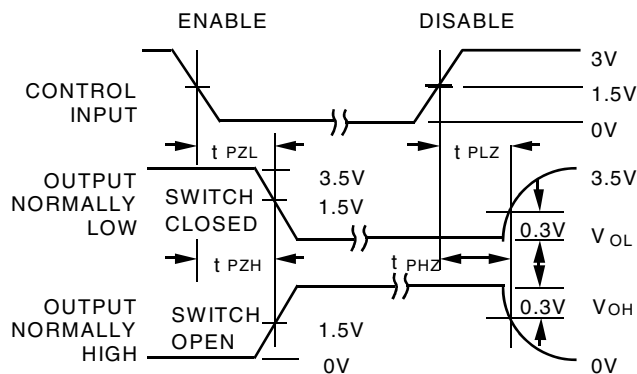 ENABLE DISABLE
CONTROL
INPUT
3V
1.5V
0V
t PZL
t PLZ
OUTPUT
NORMALLY
LOW
SWITCH
CLOSED
3.5V
1.5V
3.5V
0.3V
VOL
t PZH
t PHZ
OUTPUT
NORMALLY
HIGH
SWITCH
OPEN
1.5V
0V
0.3V
VOH
0V